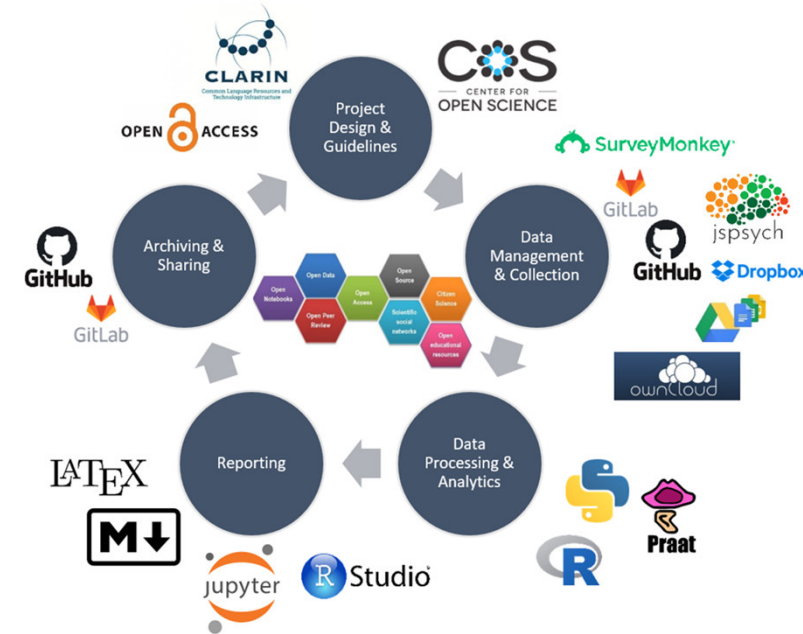 CLARIN
Common Language Resources and
Technology Infrastructure
OPEN ACCESS
Project
Design &
Guidelines
COS
CENTER FOR
OPEN SCIENCE
SurveyMonkey
GitLab
jspsych
GitHub
Dropbox
ownCloud
Data
Management
& Collection
Archiving &
Sharing
GitHub
GitLab
Open
Notebooks
Open Data
Open Peer
Review
Open
Access
Open
Source
Scientific
social
networks
Citizen
Science
Open
educational
resources
Data
Processing &
Analytics
Praat
R
Reporting
LATEX
M
jupyter
R Studio